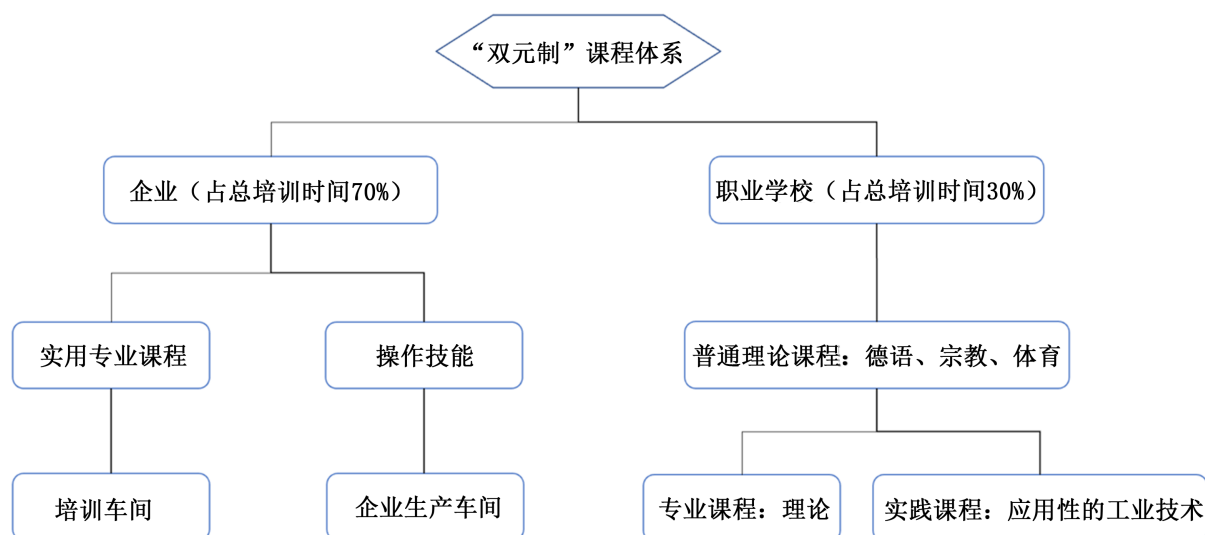 “双元制”课程体系
企业（占总培训时间70%）
职业学校（占总培训时间30%）
实用专业课程
操作技能
普通理论课程：德语、宗教、体育
培训车间
企业生产车间
专业课程：理论
实践课程：应用性的工业技术